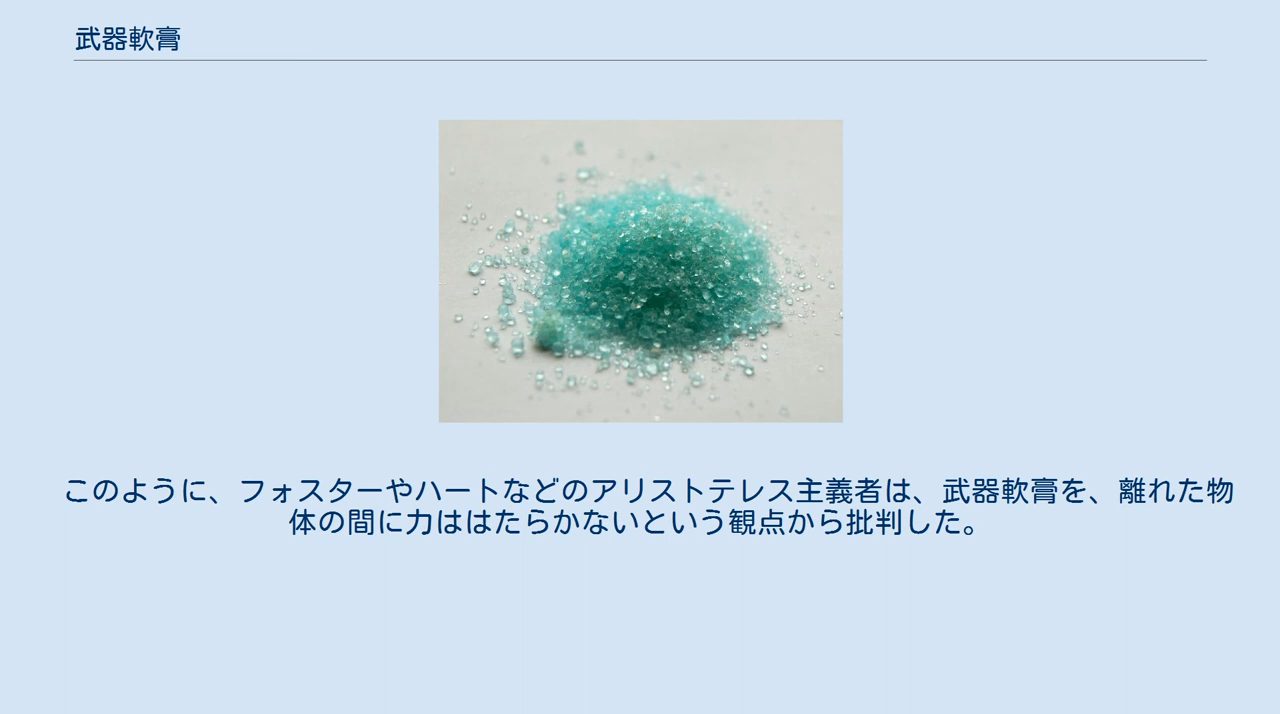 武器軟膏
このように、フォスターやハートなどのアリストテレス主義者は、武器軟膏を、離れた物
体の間に力ははたらかないという観点から批判した。